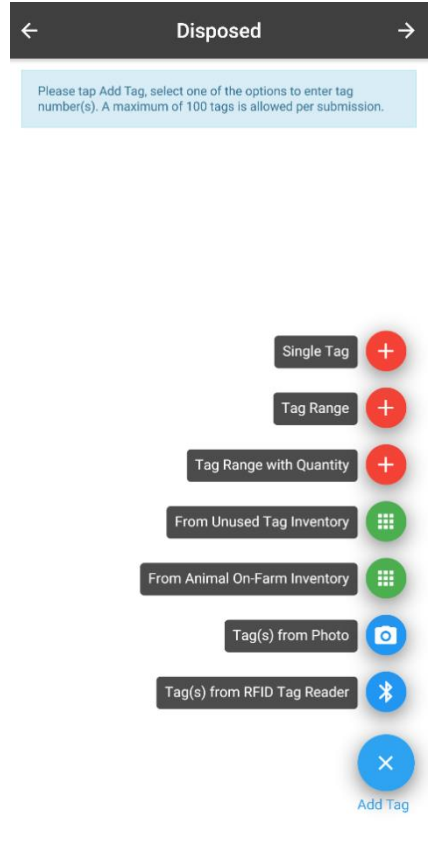 Disposed
Please tap Add Tag, select one of the options to enter tag
number(s). A maximum of 100 tags is allowed per submission.
Single Tag
Tag Range
Tag Range with Quantity
From Unused Tag Inventory
From Animal On-Farm Inventory
Tag(s) from Photo
Tag(s) from RFID Tag Reader
Add Tag